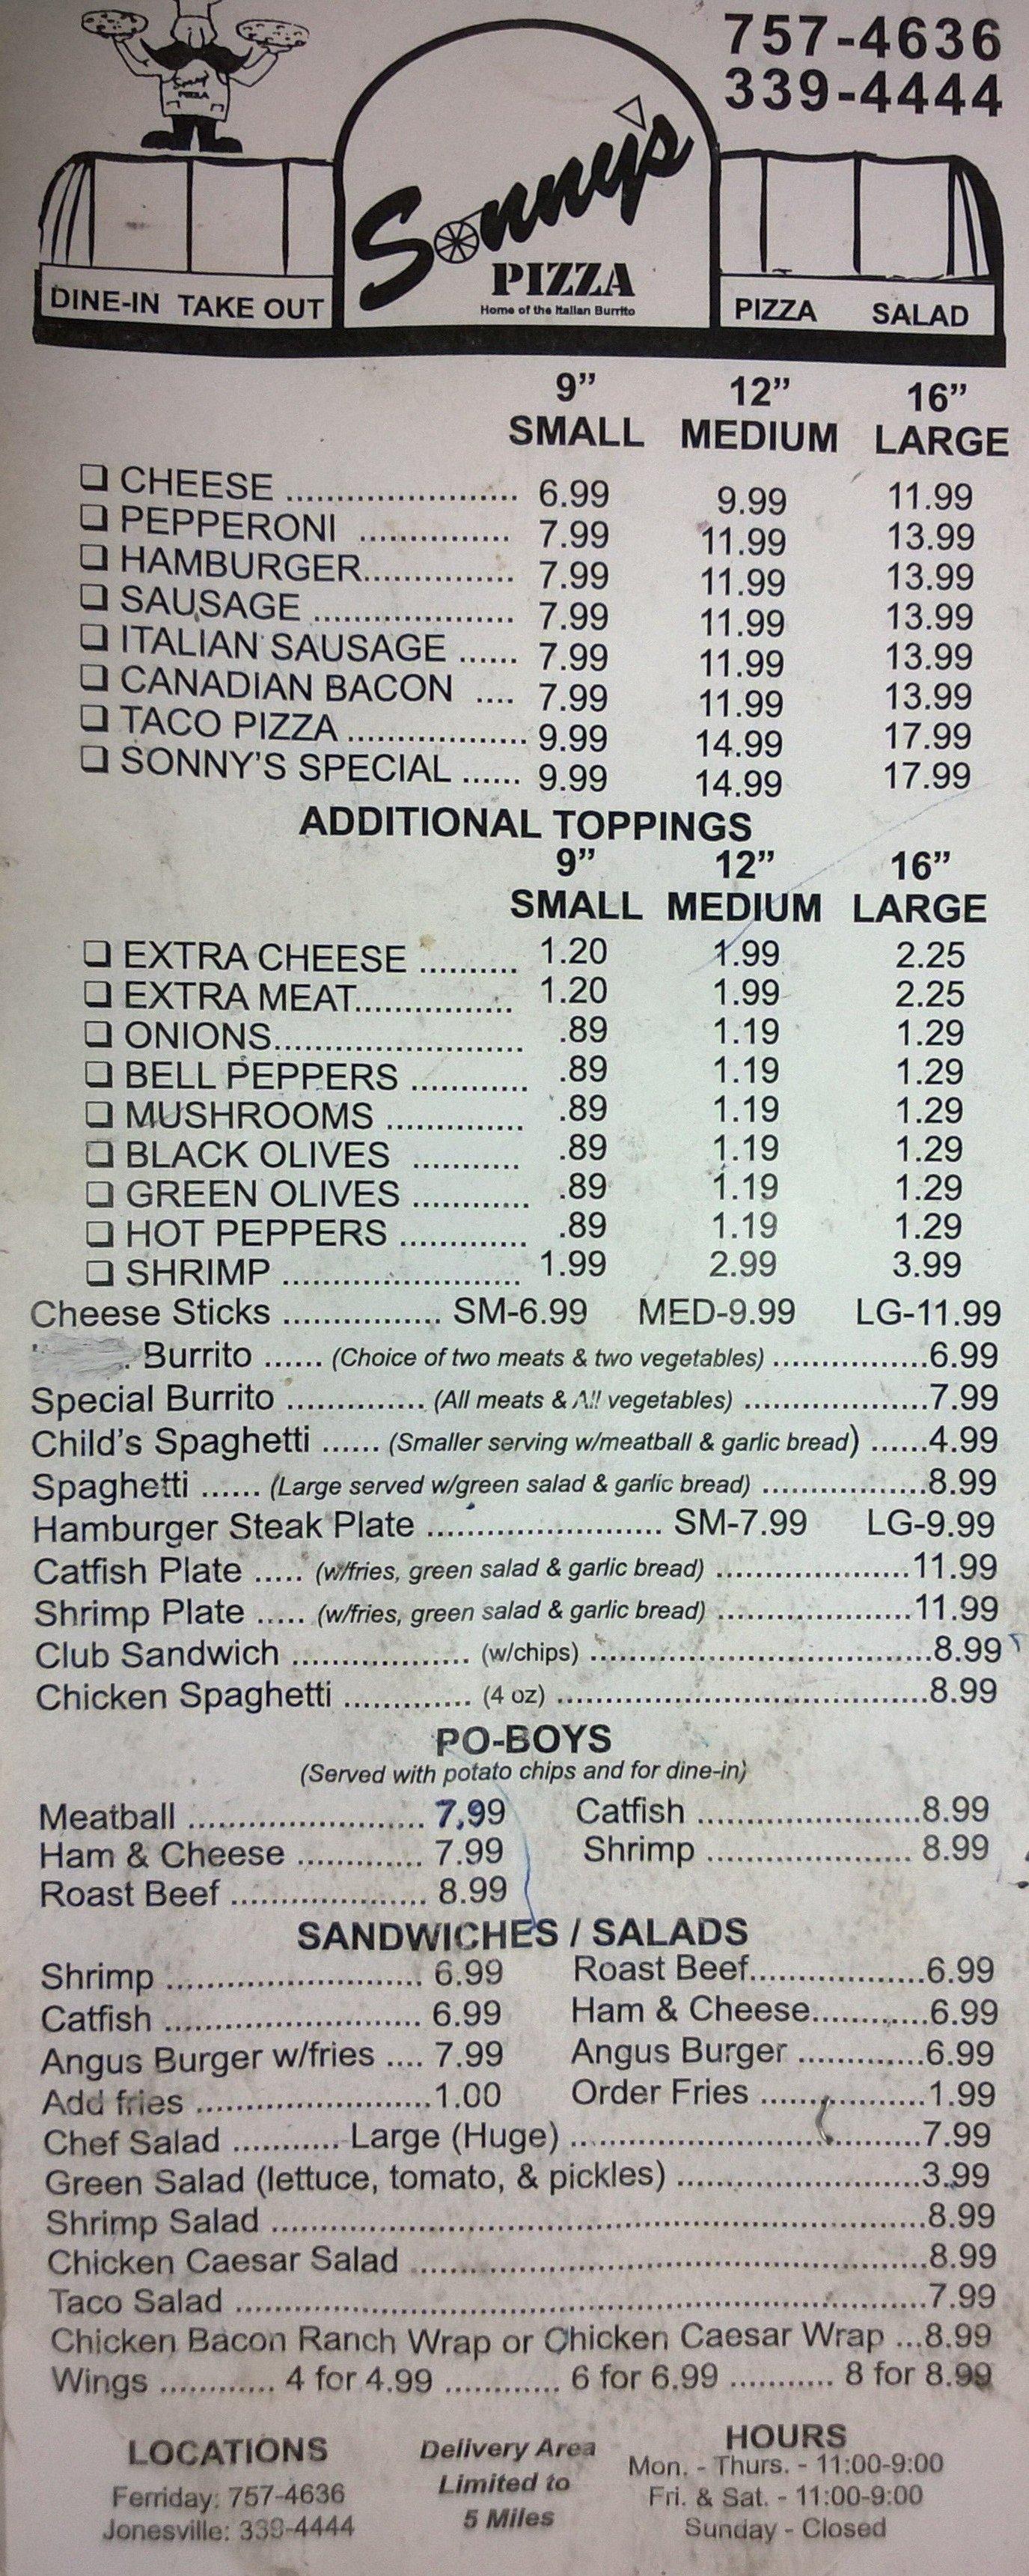 757-4636
339-4444
Sonny's
PIZZA
Home of the Italian Burrito
DINE-IN TAKE OUT
PIZZA SALAD
9” 12” 16”
SMALL MEDIUM LARGE
CHEESE ....................... 6.99 9.99 11.99
PEPPERONI ............... 7.99 11.99 13.99
HAMBURGER............... 7.99 11.99 13.99
SAUSAGE .................... 7.99 11.99 13.99
ITALIAN SAUSAGE ...... 7.99 11.99 13.99
CANADIAN BACON .... 7.99 11.99 13.99
TACO PIZZA .................. 9.99 14.99 17.99
SONNY'S SPECIAL ...... 9.99 14.99 17.99
ADDITIONAL TOPPINGS
9” 12” 16”
SMALL MEDIUM LARGE
EXTRA CHEESE .......... 1.20 1.99 2.25
EXTRA MEAT................ 1.20 1.99 2.25
ONIONS......................... .89 1.19 1.29
BELL PEPPERS ............ .89 1.19 1.29
MUSHROOMS .............. .89 1.19 1.29
BLACK OLIVES ........... .89 1.19 1.29
GREEN OLIVES ............ .89 1.19 1.29
HOT PEPPERS ............. .89 1.19 1.29
SHRIMP ........................ 1.99 2.99 3.99
Cheese Sticks ................ SM-6.99 MED-9.99 LG-11.99
Burrito ...... (Choice of two meats & two vegetables) ................6.99
Special Burrito .............. (All meats & All vegetables) ...................7.99
Child's Spaghetti ...... (Smaller serving w/meatball & garlic bread) ......4.99
Spaghetti ...... (Large served w/green salad & garlic bread) .................8.99
Hamburger Steak Plate ........................ SM-7.99 LG-9.99
Catfish Plate ..... (w/fries, green salad & garlic bread) ....................11.99
Shrimp Plate ..... (w/fries, green salad & garlic bread) ....................11.99
Club Sandwich .................. (w/chips) ...................................8.99
Chicken Spaghetti ............. (4 oz) ......................................8.99
PO-BOYS
(Served with potato chips and for dine-in)
Meatball ........................ 7.99 Catfish .......................8.99
Ham & Cheese ............. 7.99 Shrimp ..................... 8.99
Roast Beef .................... 8.99
SANDWICHES / SALADS
Shrimp .......................... 6.99 Roast Beef..................6.99
Catfish .......................... 6.99 Ham & Cheese............6.99
Angus Burger w/fries .... 7.99 Angus Burger .............6.99
Add fries ........................1.00 Order Fries .................1.99
Chef Salad ........... Large (Huge) ....................................7.99
Green Salad (lettuce, tomato, & pickles) .........................3.99
Shrimp Salad ...................................................................8.99
Chicken Caesar Salad .....................................................8.99
Taco Salad .......................................................................7.99
Chicken Bacon Ranch Wrap or Chicken Caesar Wrap ...8.99
Wings ............ 4 for 4.99 ............ 6 for 6.99 ........... 8 for 8.99
LOCATIONS
Ferriday: 757-4636
Jonesville: 339-4444
Delivery Area
Limited to
5 Miles
HOURS
Mon. - Thurs. - 11:00-9:00
Fri. & Sat. - 11:00-9:00
Sunday - Closed